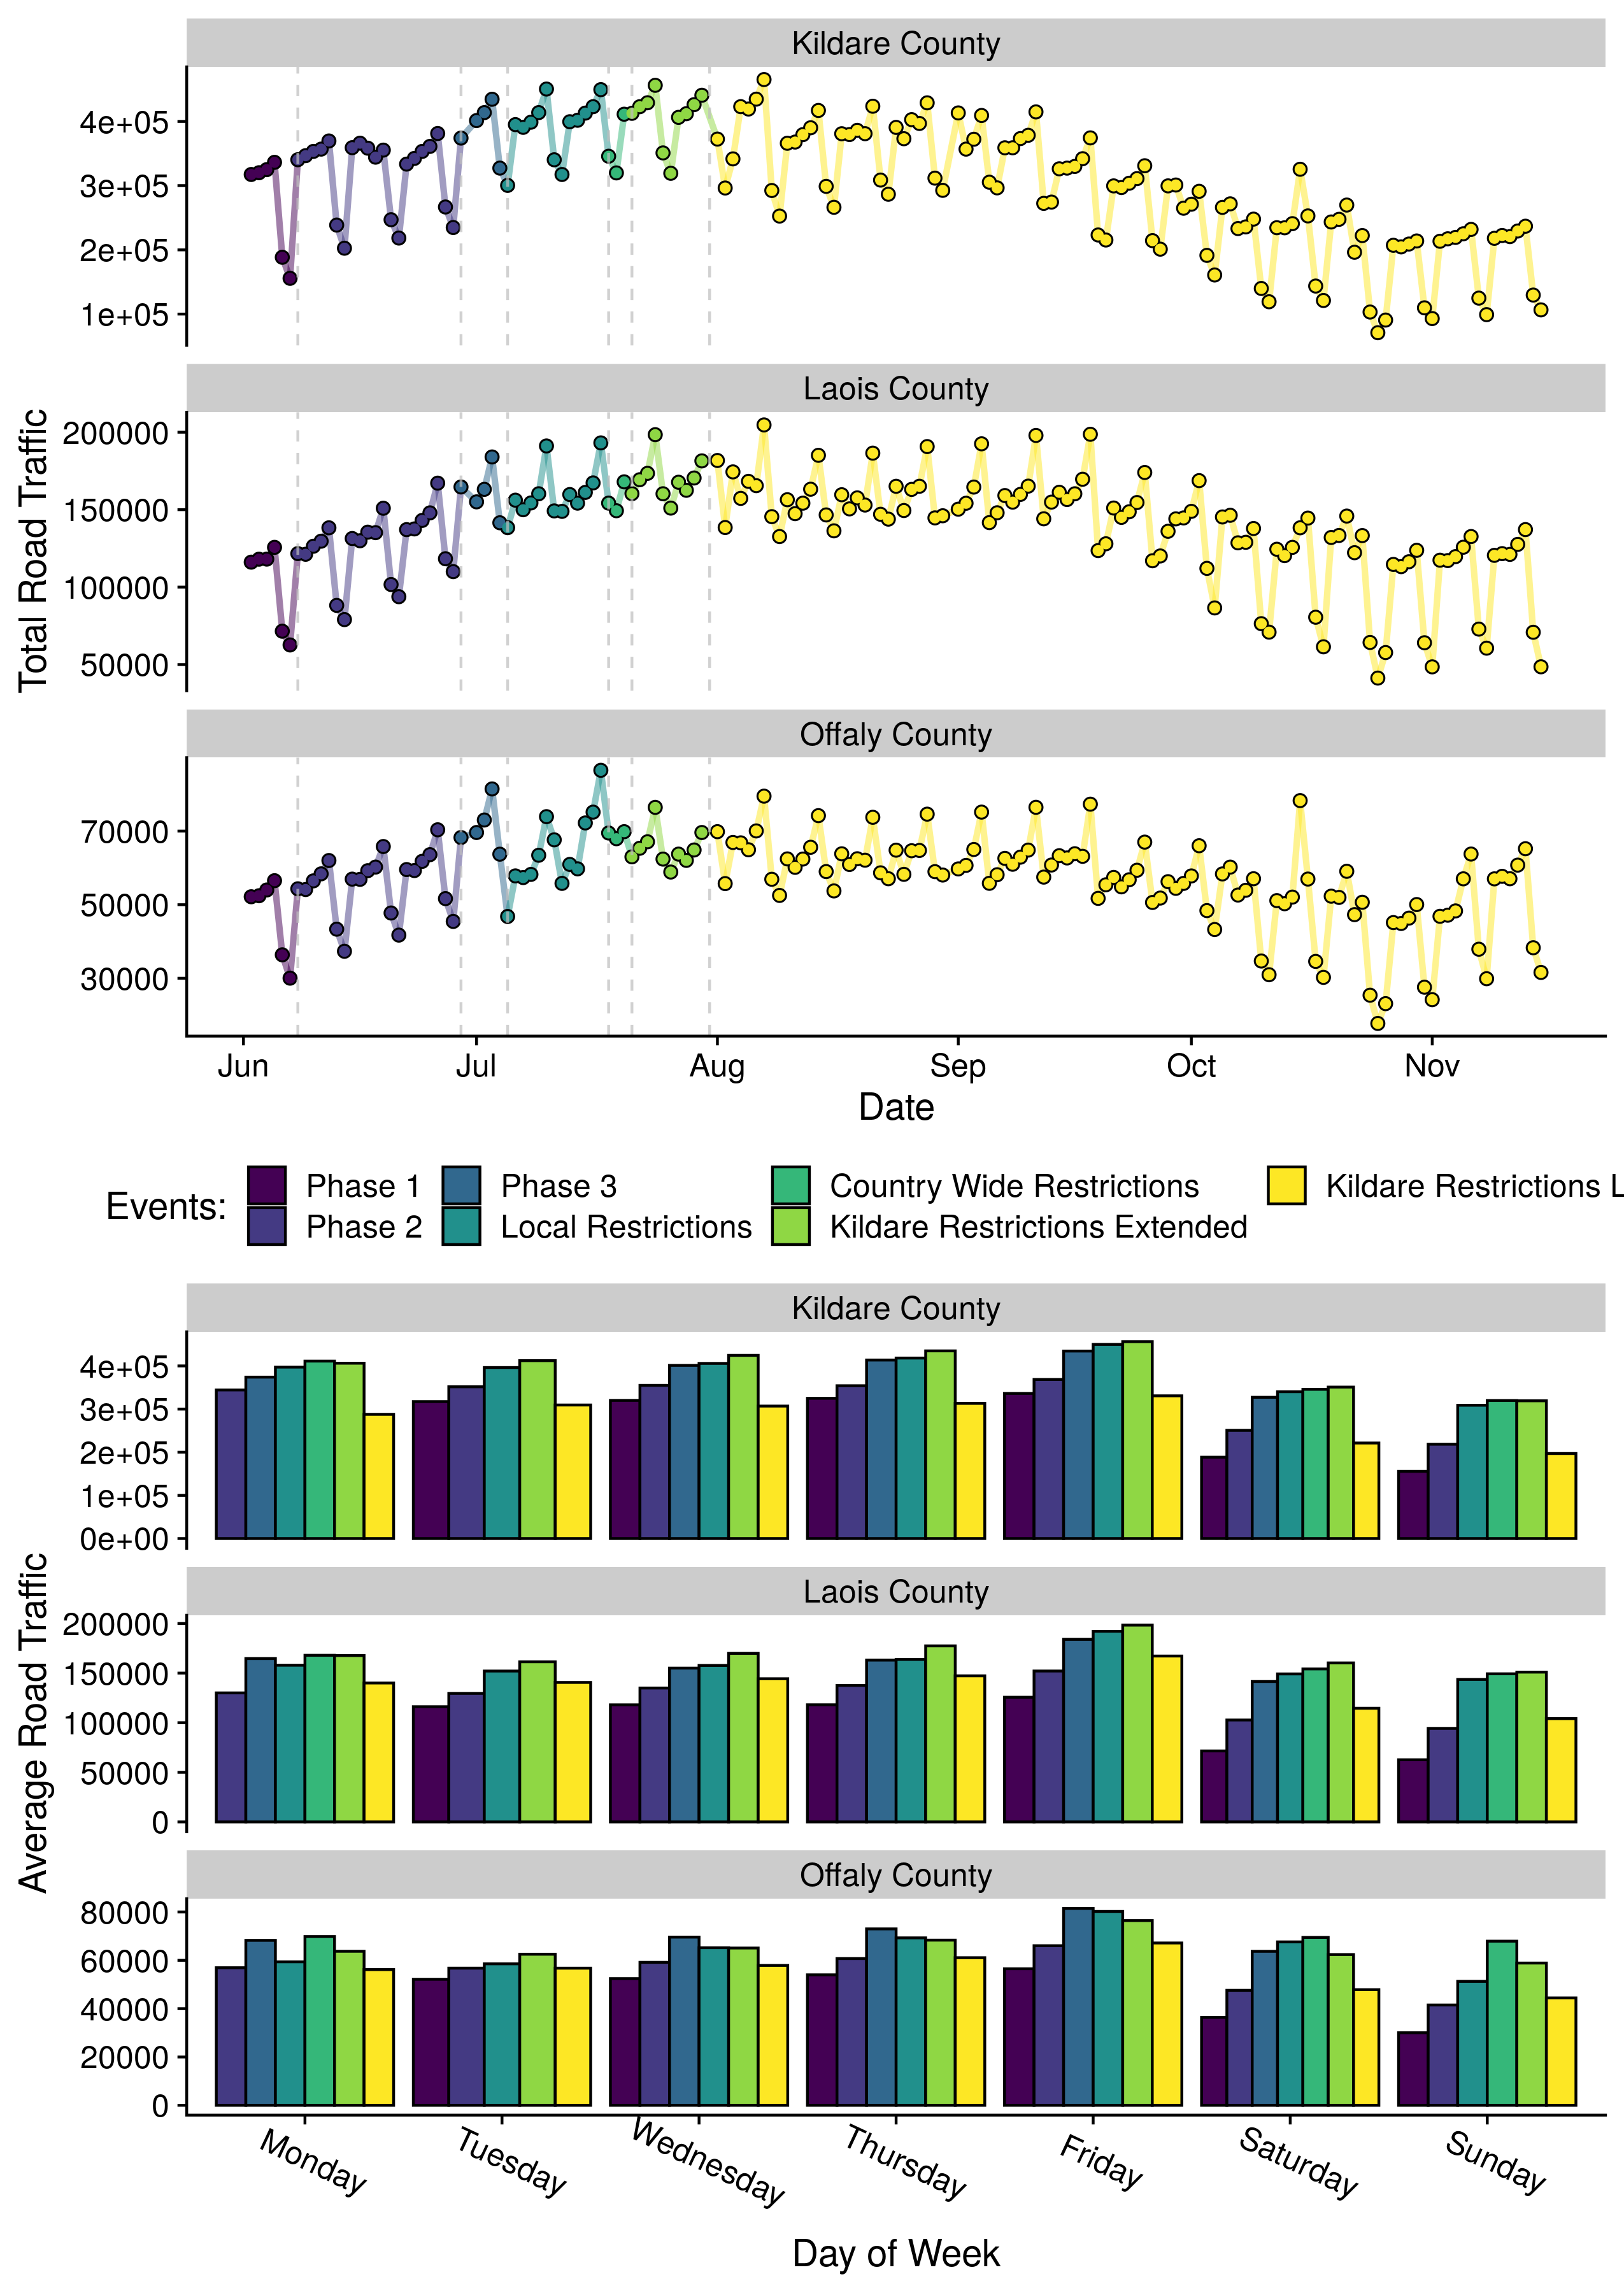 Kildare County
4e+05
3e+05
2e+05
1e+05
Laois County
200000
150000
100000
50000
Offaly County
70000
50000
30000
Total Road Traffic
Jun Jul Aug Sep Oct Nov
Date
Events:
Phase 1 Phase 3 Country Wide Restrictions Kildare Restrictions L
Phase 2 Local Restrictions Kildare Restrictions Extended
Kildare County
4e+05
3e+05
2e+05
1e+05
0e+00
Laois County
200000
150000
100000
50000
0
Offaly County
80000
60000
40000
20000
0
Average Road Traffic
Monday Tuesday Wednesday Thursday Friday Saturday Sunday
Day of Week